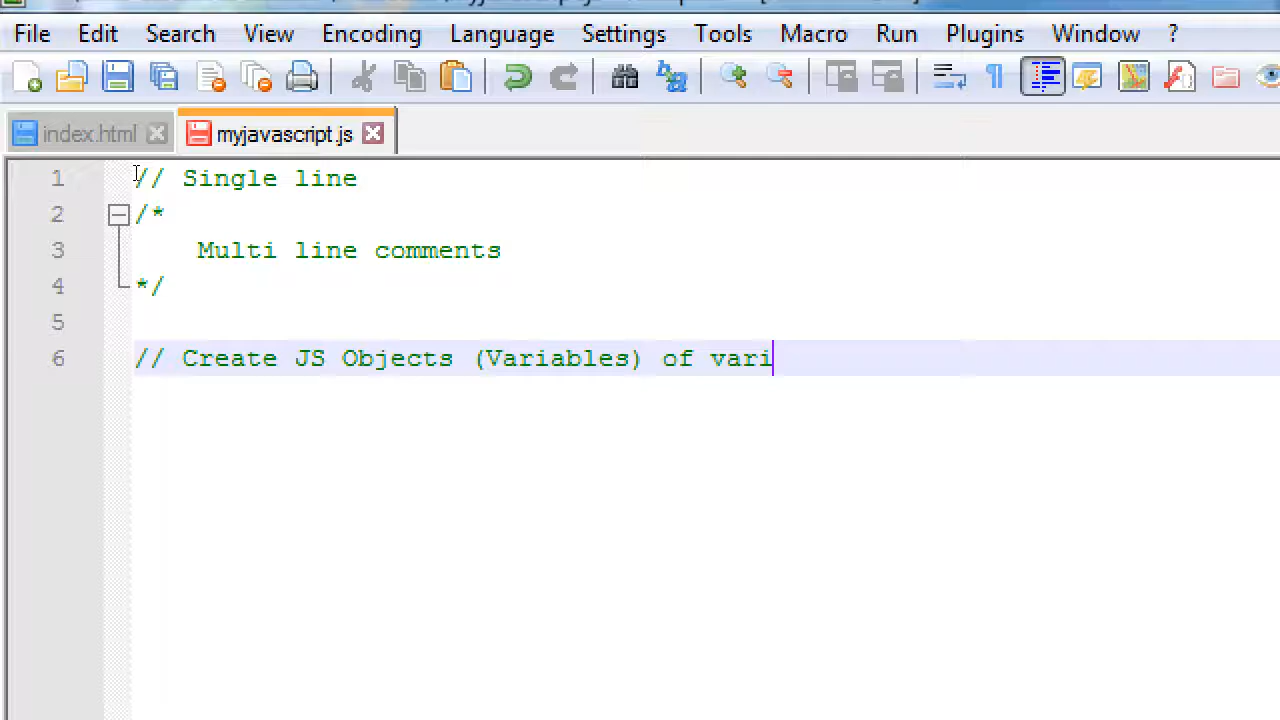 File Edit Search View Encoding Language Settings Tools Macro Run Plugins Window ?
index.html myjavascript.js
1 // Single line
2 /*
3 Multi line comments
4 */
5
6 // Create JS Objects (Variables) of vari